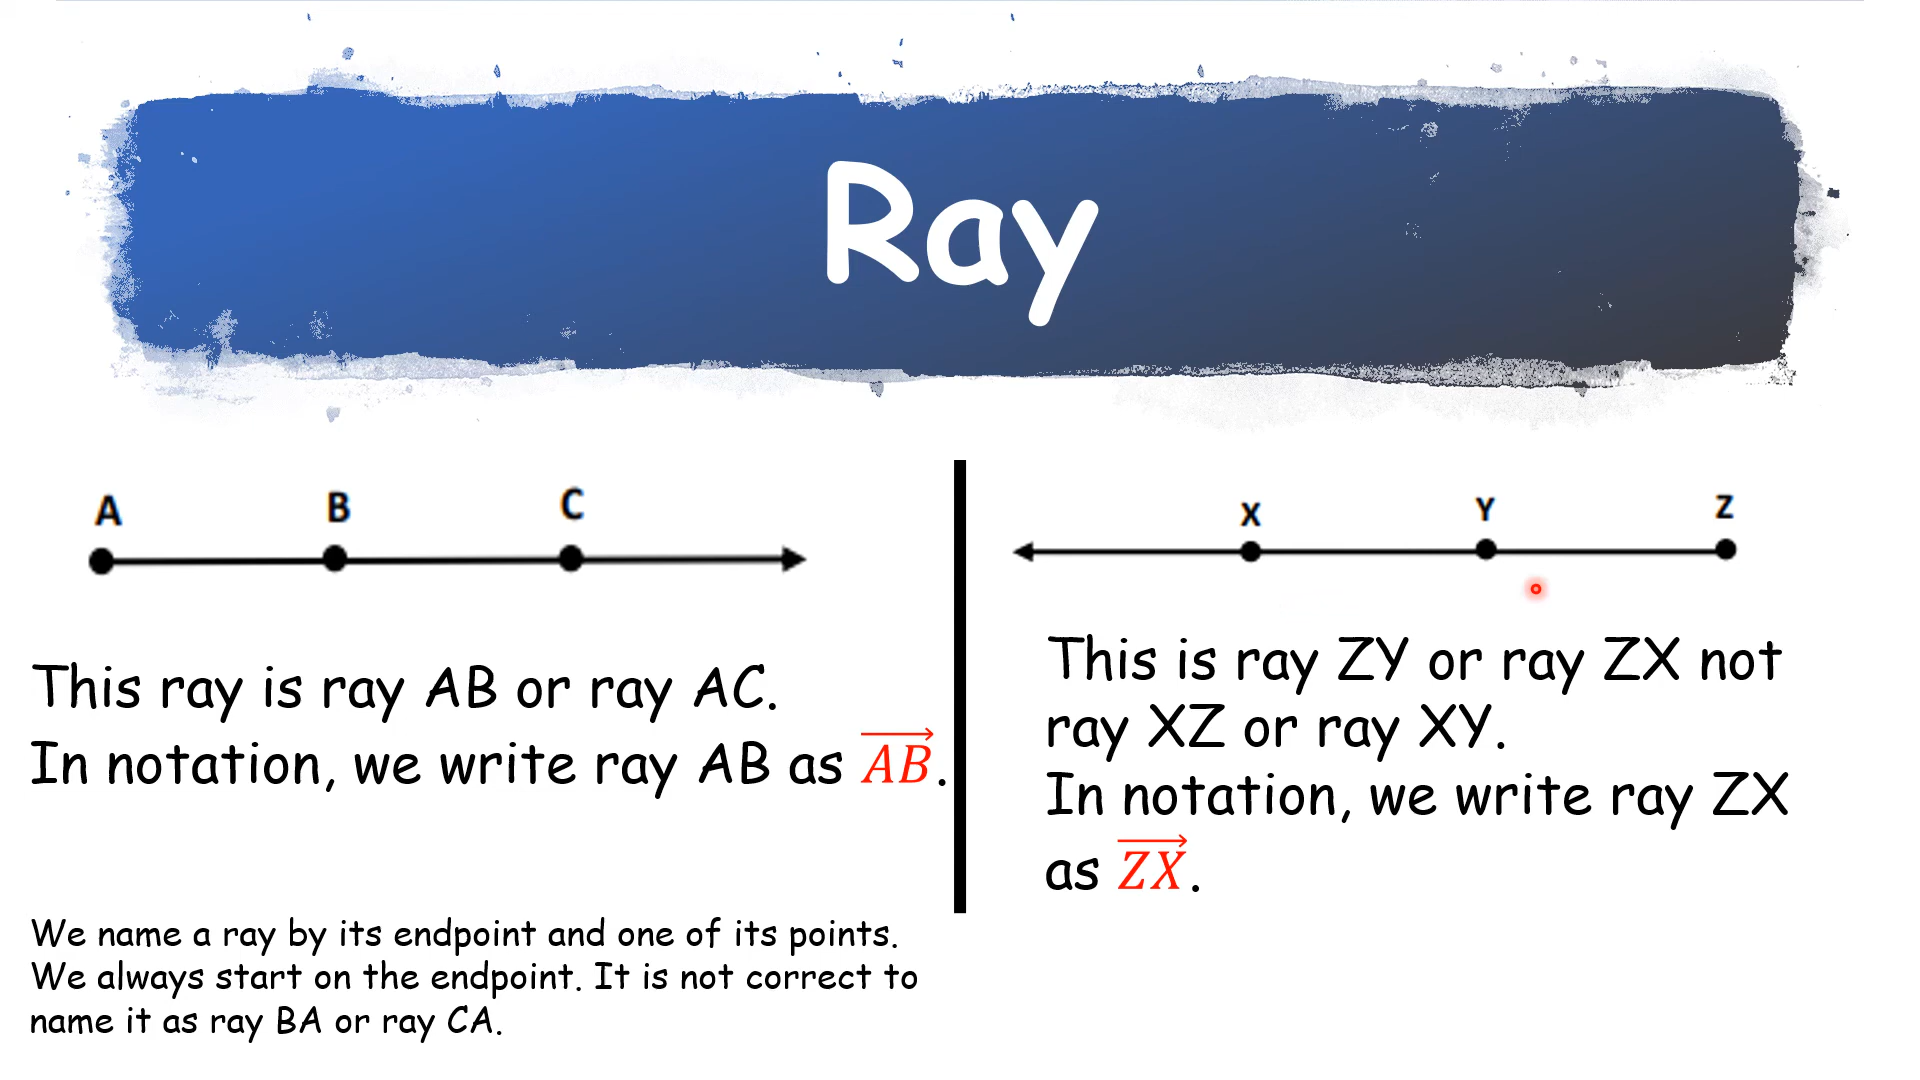 Ray
A B C
This ray is ray AB or ray AC.
In notation, we write ray AB as $\overrightarrow{AB}$.
We name a ray by its endpoint and one of its points.
We always start on the endpoint. It is not correct to
name it as ray BA or ray CA.
X Y Z
This is ray ZY or ray ZX not
ray XZ or ray XY.
In notation, we write ray ZX
as $\overrightarrow{ZX}$.